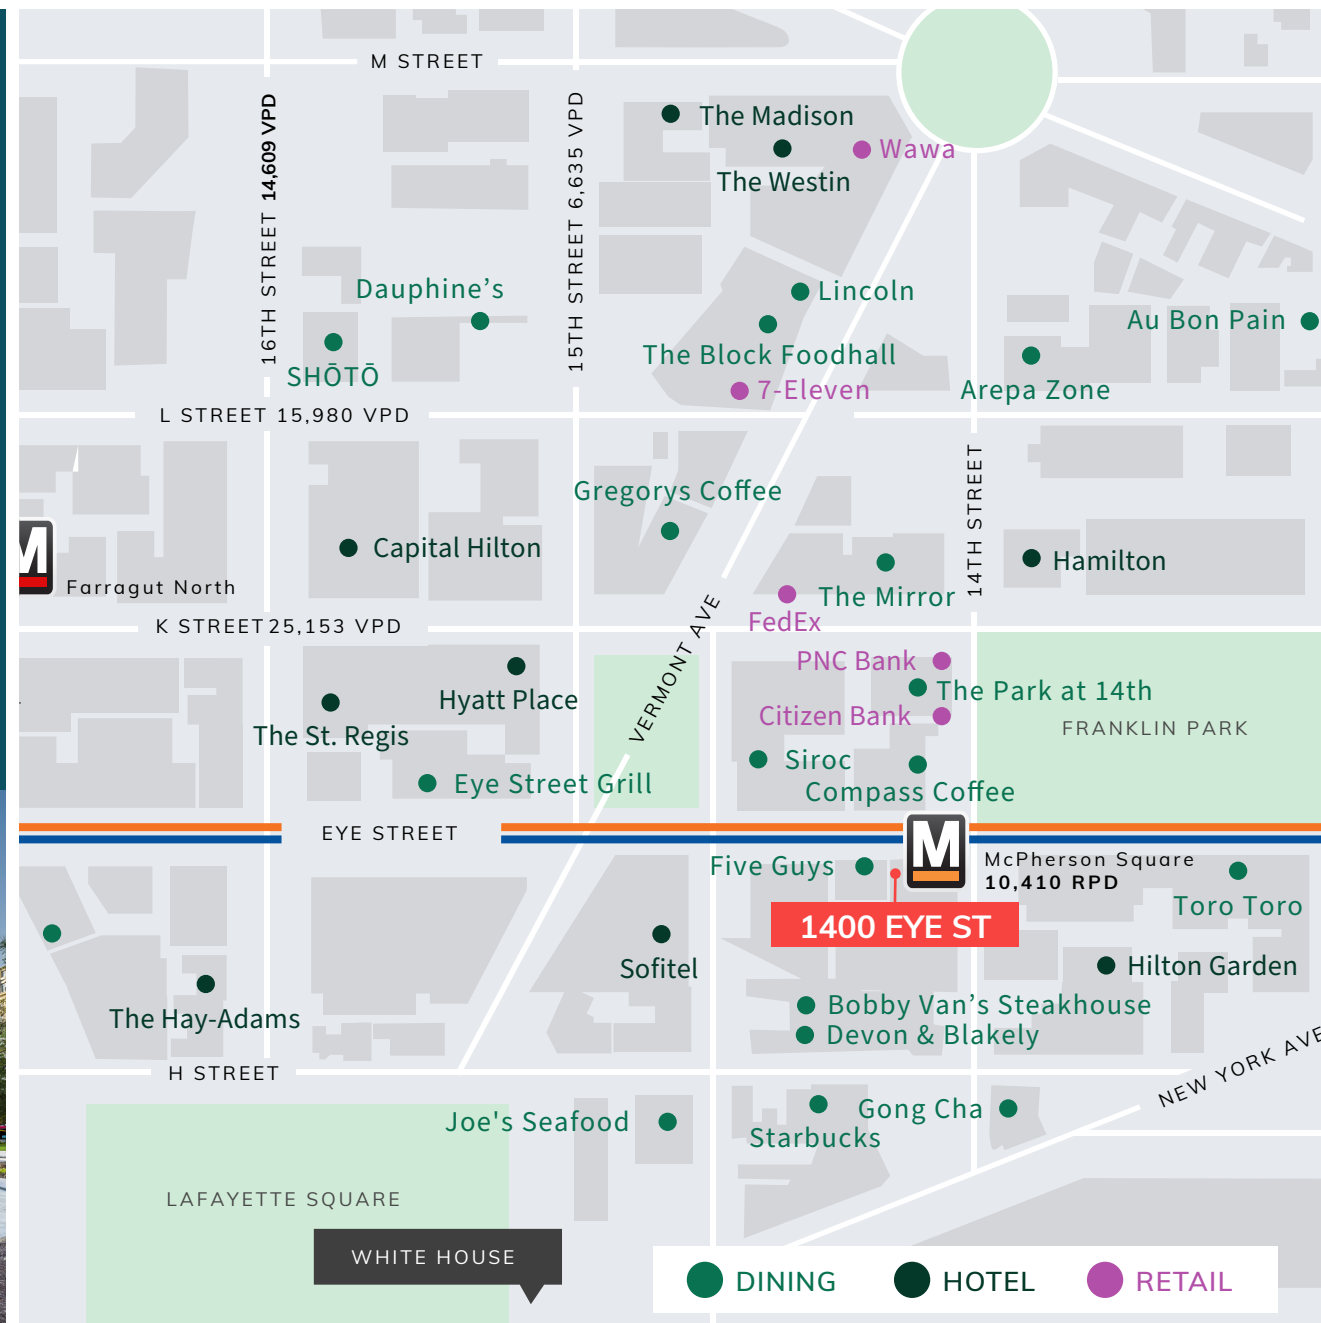 M STREET
16TH STREET 14,609 VPD
15TH STREET 6,635 VPD
The Madison
Wawa
The Westin
Dauphine’s
Lincoln
Au Bon Pain
The Block Foodhall
SHŌTŌ
7-Eleven
Arepa Zone
L STREET 15,980 VPD
14TH STREET
Gregorys Coffee
Capital Hilton
Hamilton
M
Farragut North
The Mirror
FedEx
K STREET 25,153 VPD
VERMONT AVE
PNC Bank
The Park at 14th
Hyatt Place
Citizen Bank
FRANKLIN PARK
The St. Regis
Siroc
Eye Street Grill
Compass Coffee
EYE STREET
M
McPherson Square
10,410 RPD
Five Guys
Toro Toro
1400 EYE ST
Sofitel
Hilton Garden
The Hay-Adams
Bobby Van’s Steakhouse
Devon & Blakely
H STREET
NEW YORK AVE
Joe's Seafood
Gong Cha
Starbucks
LAFAYETTE SQUARE
WHITE HOUSE
DINING
HOTEL
RETAIL